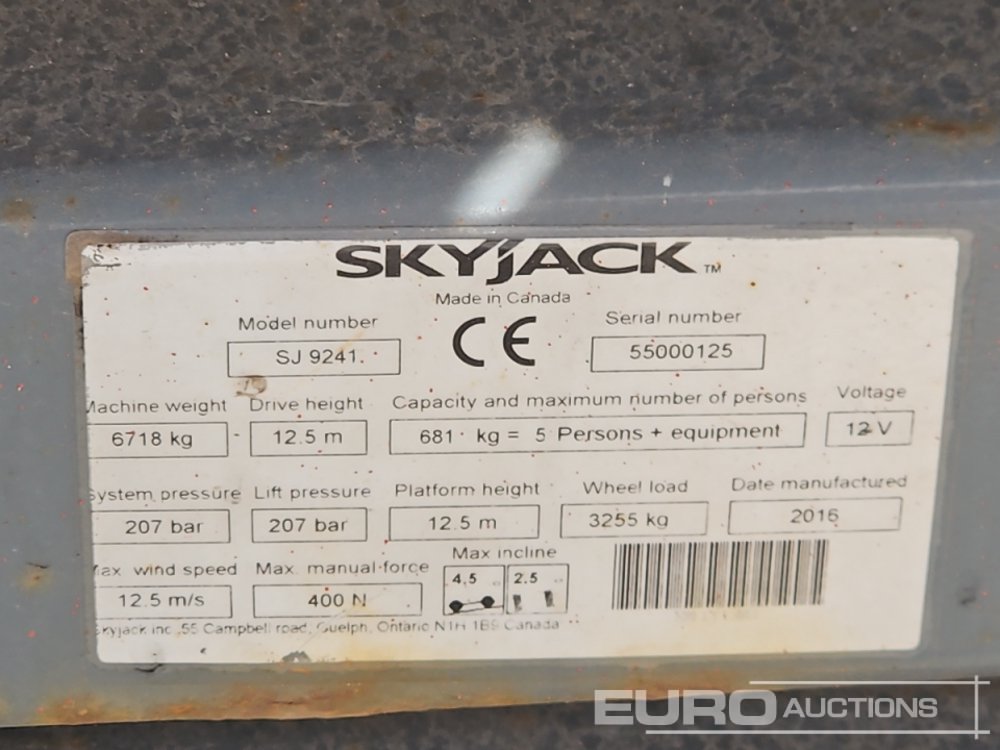 SKYJACK™
Made in Canada
Model number
SJ 9241
CE
Serial number
55000125
Machine weight
6718 kg
Drive height
12.5 m
Capacity and maximum number of persons
681 kg = 5 Persons + equipment
Voltage
12 V
System pressure
207 bar
Lift pressure
207 bar
Platform height
12.5 m
Wheel load
3255 kg
Date manufactured
2016
Max wind speed
12.5 m/s
Max. manual force
400 N
Max incline
4.5
2.5
Skyjack inc ,55 Campbell road, Guelph, Ontario N1H 1B9 Canada
EURO AUCTIONS